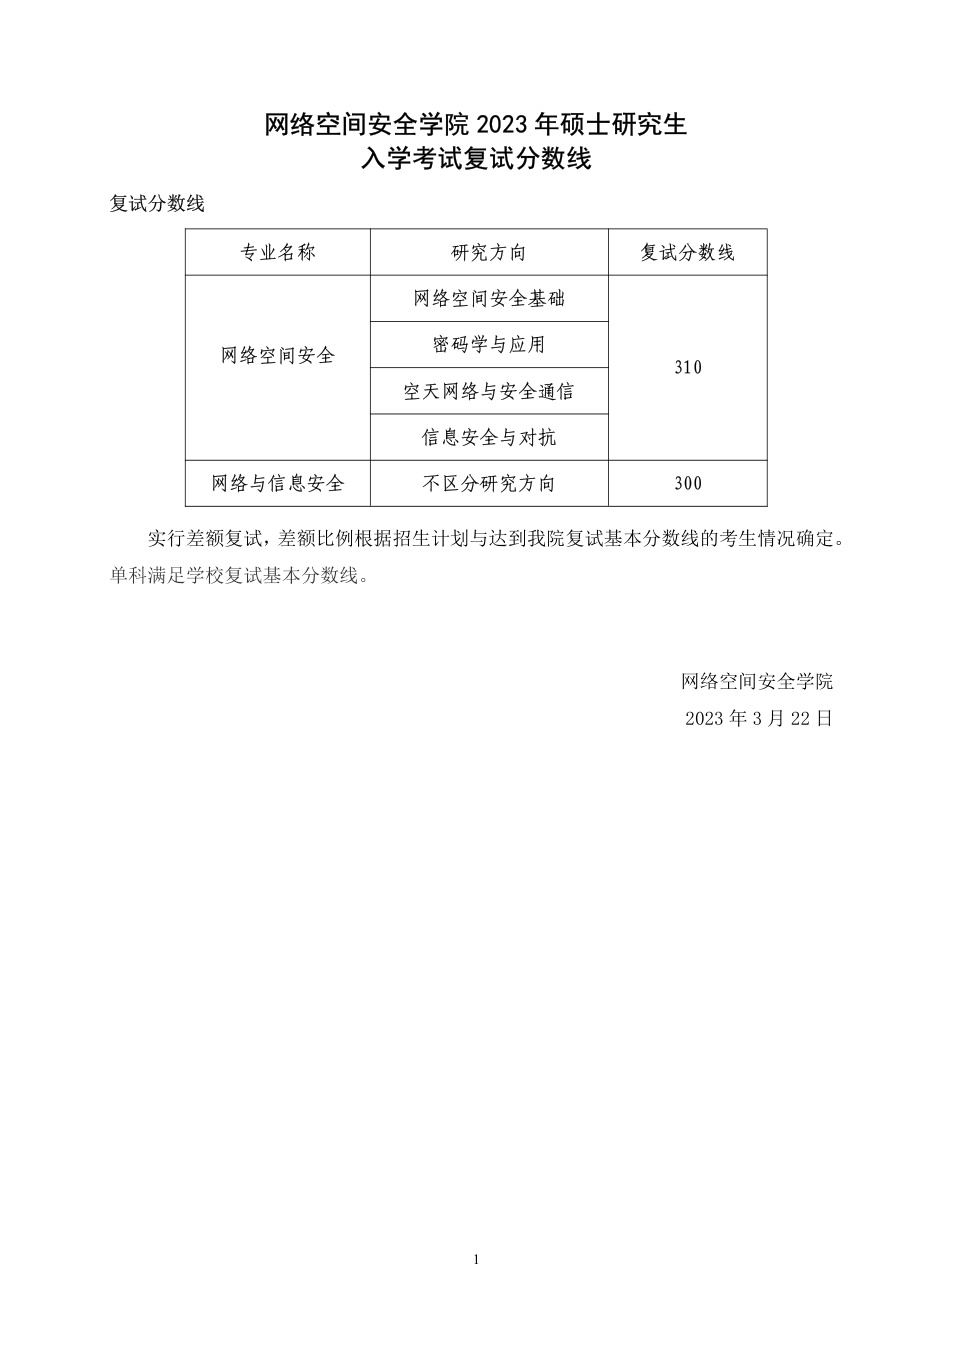 网络空间安全学院 2023 年硕士研究生
入学考试复试分数线
复试分数线
专业名称 研究方向 复试分数线
网络空间安全基础
密码学与应用
网络空间安全
310
空天网络与安全通信
信息安全与对抗
网络与信息安全 不区分研究方向 300
实行差额复试，差额比例根据招生计划与达到我院复试基本分数线的考生情况确定。
单科满足学校复试基本分数线。
网络空间安全学院
2023 年 3 月 22 日
1